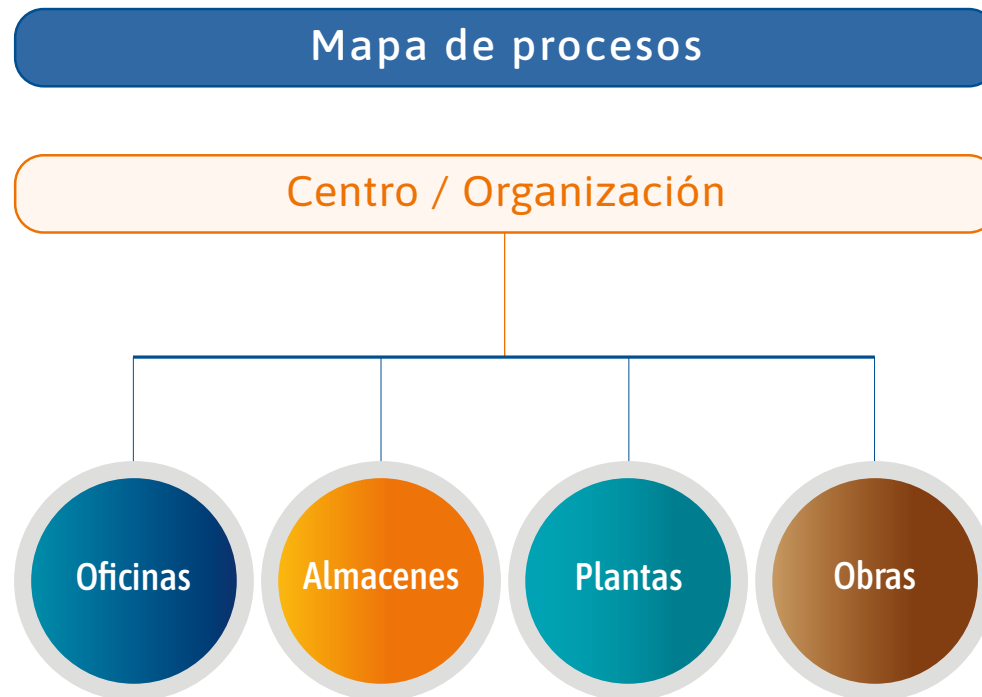 Mapa de procesos
Centro / Organización
Oficinas
Almacenes
Plantas
Obras